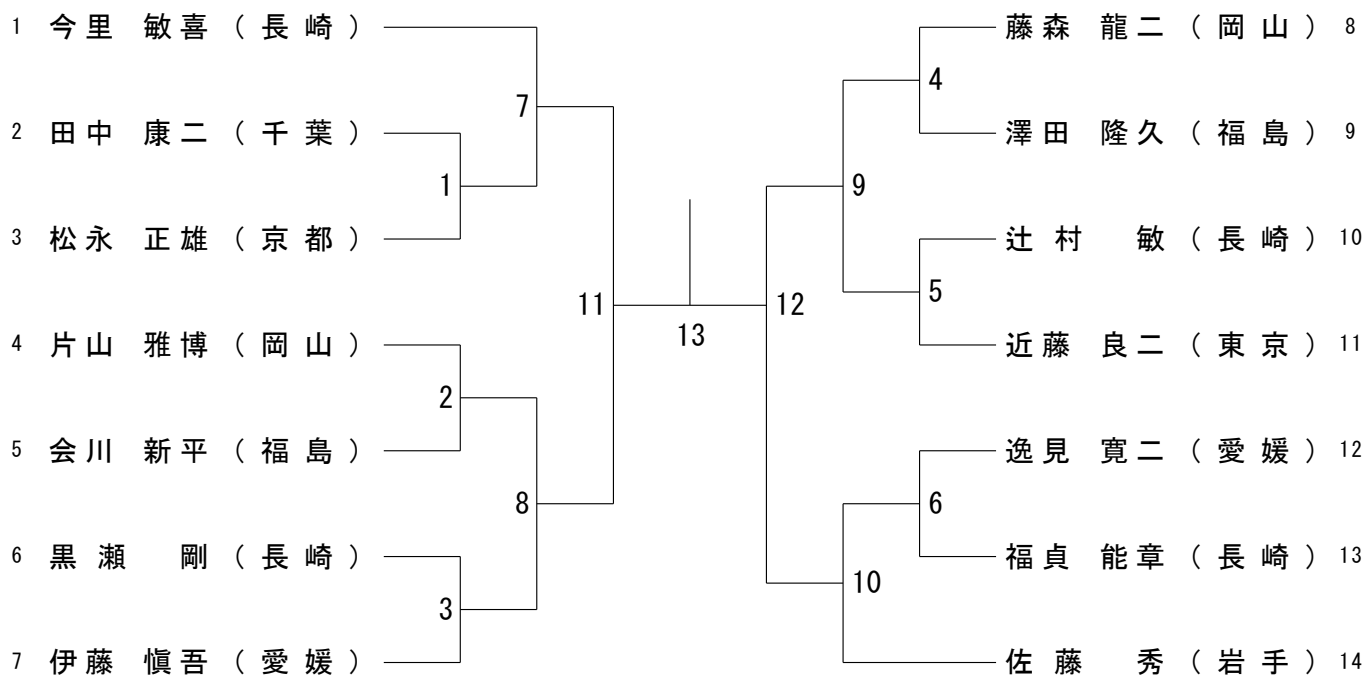 1 今里 敏喜 (長崎)
7
2 田中 康二 (千葉)
1
3 松永 正雄 (京都)
11
4 片山 雅博 (岡山)
2
5 会川 新平 (福島)
8
6 黒瀬 剛 (長崎)
3
7 伊藤 愼吾 (愛媛)
13
藤森 龍二 (岡山) 8
4
澤田 隆久 (福島) 9
9
辻村 敏 (長崎) 10
5
近藤 良二 (東京) 11
12
逸見 寛二 (愛媛) 12
6
福貞 能章 (長崎) 13
10
佐藤 秀 (岩手) 14